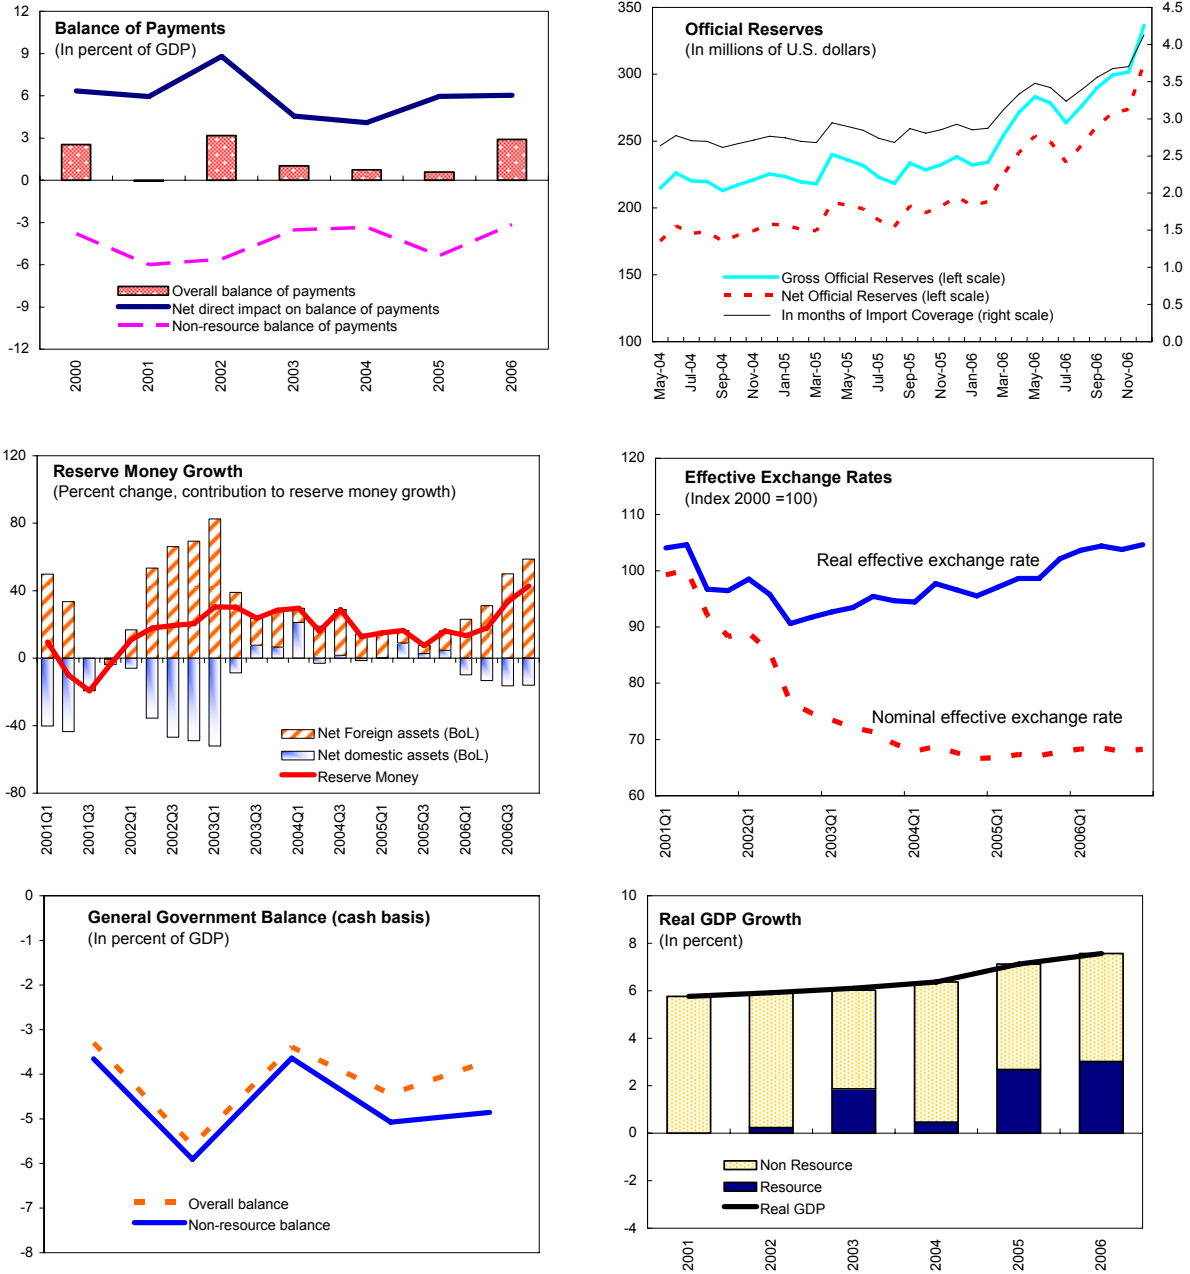 Balance of Payments
(In percent of GDP)
12
9
6
3
0
-3
-6
-9
-12
Overall balance of payments
Net direct impact on balance of payments
Non-resource balance of payments
2000
2001
2002
2003
2004
2005
2006
Official Reserves
(In millions of U.S. dollars)
350
300
250
200
150
100
4.5
4.0
3.5
3.0
2.5
2.0
1.5
1.0
0.5
0.0
Gross Official Reserves (left scale)
Net Official Reserves (left scale)
In months of Import Coverage (right scale)
May-04
Jul-04
Sep-04
Nov-04
Jan-05
Mar-05
May-05
Jul-05
Sep-05
Nov-05
Jan-06
Mar-06
May-06
Jul-06
Sep-06
Nov-06
Reserve Money Growth
(Percent change, contribution to reserve money growth)
120
80
40
0
-40
-80
Net Foreign assets (BoL)
Net domestic assets (BoL)
Reserve Money
2001Q1
2001Q3
2002Q1
2002Q3
2003Q1
2003Q3
2004Q1
2004Q3
2005Q1
2005Q3
2006Q1
2006Q3
Effective Exchange Rates
(Index 2000 =100)
120
110
100
90
80
70
60
Real effective exchange rate
Nominal effective exchange rate
2001Q1
2002Q1
2003Q1
2004Q1
2005Q1
2006Q1
General Government Balance (cash basis)
(In percent of GDP)
0
-1
-2
-3
-4
-5
-6
-7
-8
Overall balance
Non-resource balance
Real GDP Growth
(In percent)
10
8
6
4
2
0
-2
-4
Non Resource
Resource
Real GDP
2001
2002
2003
2004
2005
2006